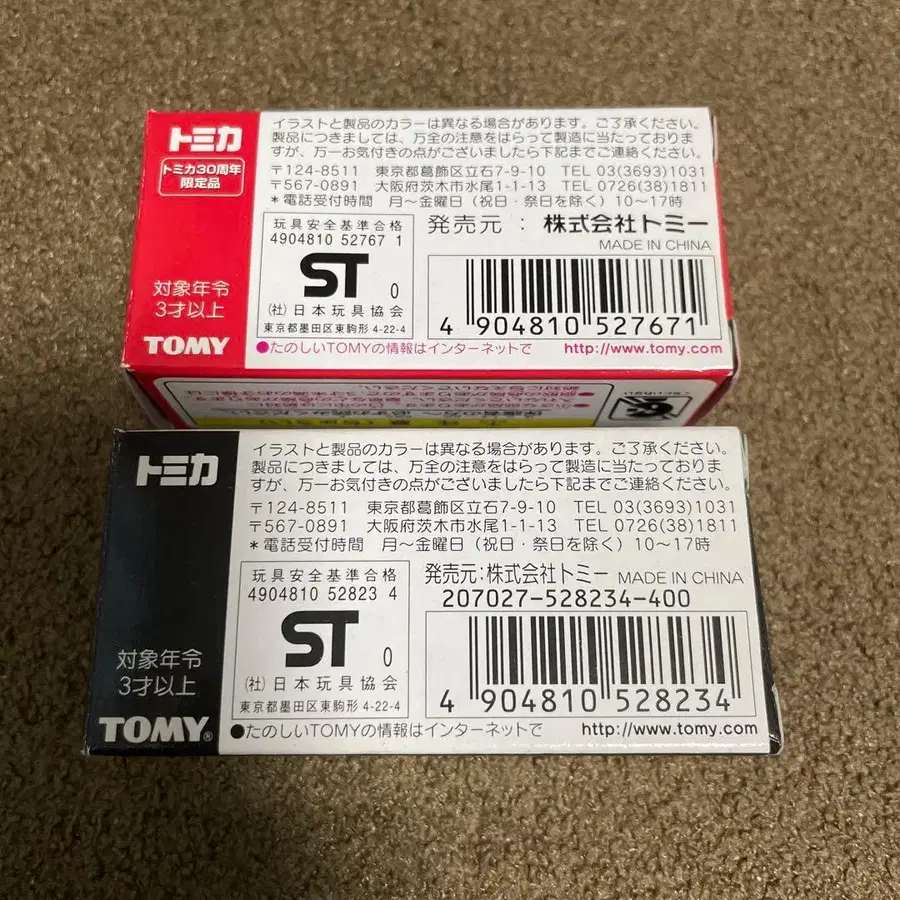 トミカ
トミカ30周年
限定品
対象年令
3才以上
TOMY
イラストと製品のカラーは異なる場合があります。ご了承ください。
製品につきましては、万全の注意をはらって製造に当たっております
が、万一お気付きの点がございましたら下記までご連絡ください。
〒124-8511 東京都葛飾区立石7-9-10 TEL 03(3693)1031
〒567-0891 大阪府茨木市水尾1-1-13 TEL 0726(38)1811
*電話受付時間 月~金曜日(祝日・祭日を除く)10~17時
玩具安全基準合格
4904810 52767 1
ST 0
(社)日本玩具協会
東京都墨田区東駒形 4-22-4
発売元:株式会社トミー
MADE IN CHINA
4 904810 527671
●たのしいTOMYの情報はインターネットで http://www.tomy.com
トミカ
対象年令
3才以上
TOMY®
イラストと製品のカラーは異なる場合があります。ご了承ください。
製品につきましては、万全の注意をはらって製造に当たっておりま
すが、万一お気付きの点がございましたら下記までご連絡ください。
〒124-8511 東京都葛飾区立石7-9-10 TEL 03(3693)1031
〒567-0891 大阪府茨木市水尾1-1-13 TEL 0726(38)1811
*電話受付時間 月~金曜日(祝日・祭日を除く)10~17時
玩具安全基準合格
4904810 52823 4
ST 0
(社)日本玩具協会
東京都墨田区東駒形 4-22-4
発売元:株式会社トミー MADE IN CHINA
207027-528234-400
4 904810 528234
●たのしいTOMYの情報はインターネットで http://www.tomy.com